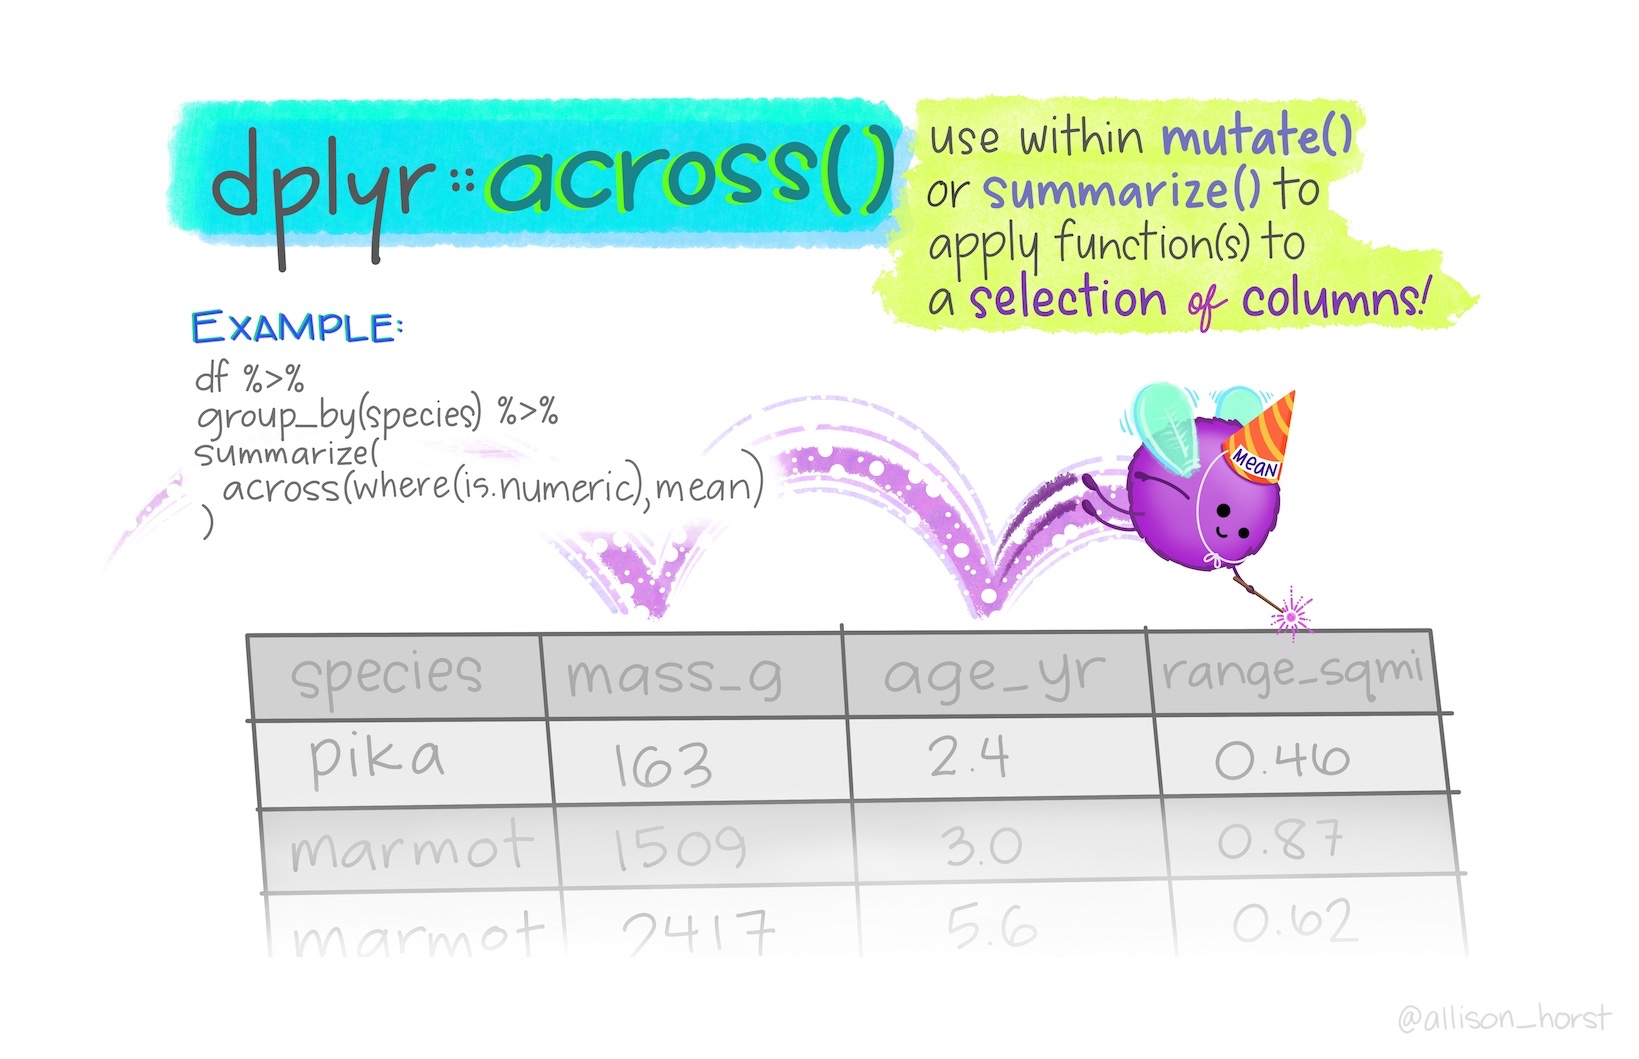 dplyr::across()
use within mutate()
or summarize() to
apply function(s) to
a selection of columns!
EXAMPLE:
df %>%
group_by(species) %>%
summarize(
across(where(is.numeric), mean)
)
MEAN
species mass_g age_yr range_sqmi
pika 163 2.4 0.46
marmot 1509 3.0 0.87
marmot 2417 5.6 0.62
@allison_horst